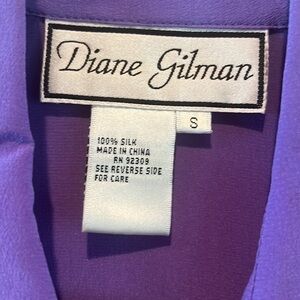 Diane Gilman
S
100% SILK
MADE IN CHINA
RN 92309
SEE REVERSE SIDE
FOR CARE